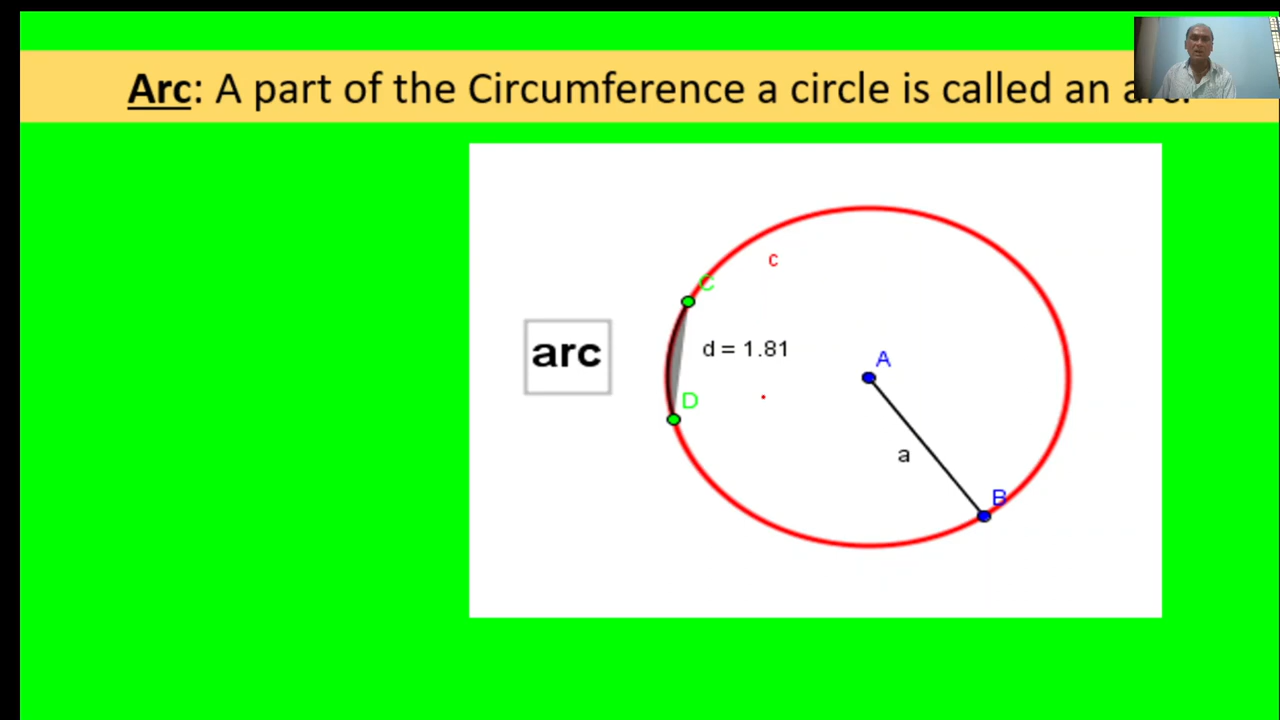 Arc: A part of the Circumference a circle is called an arc.
c
C
arc
d = 1.81
A
D
a
B